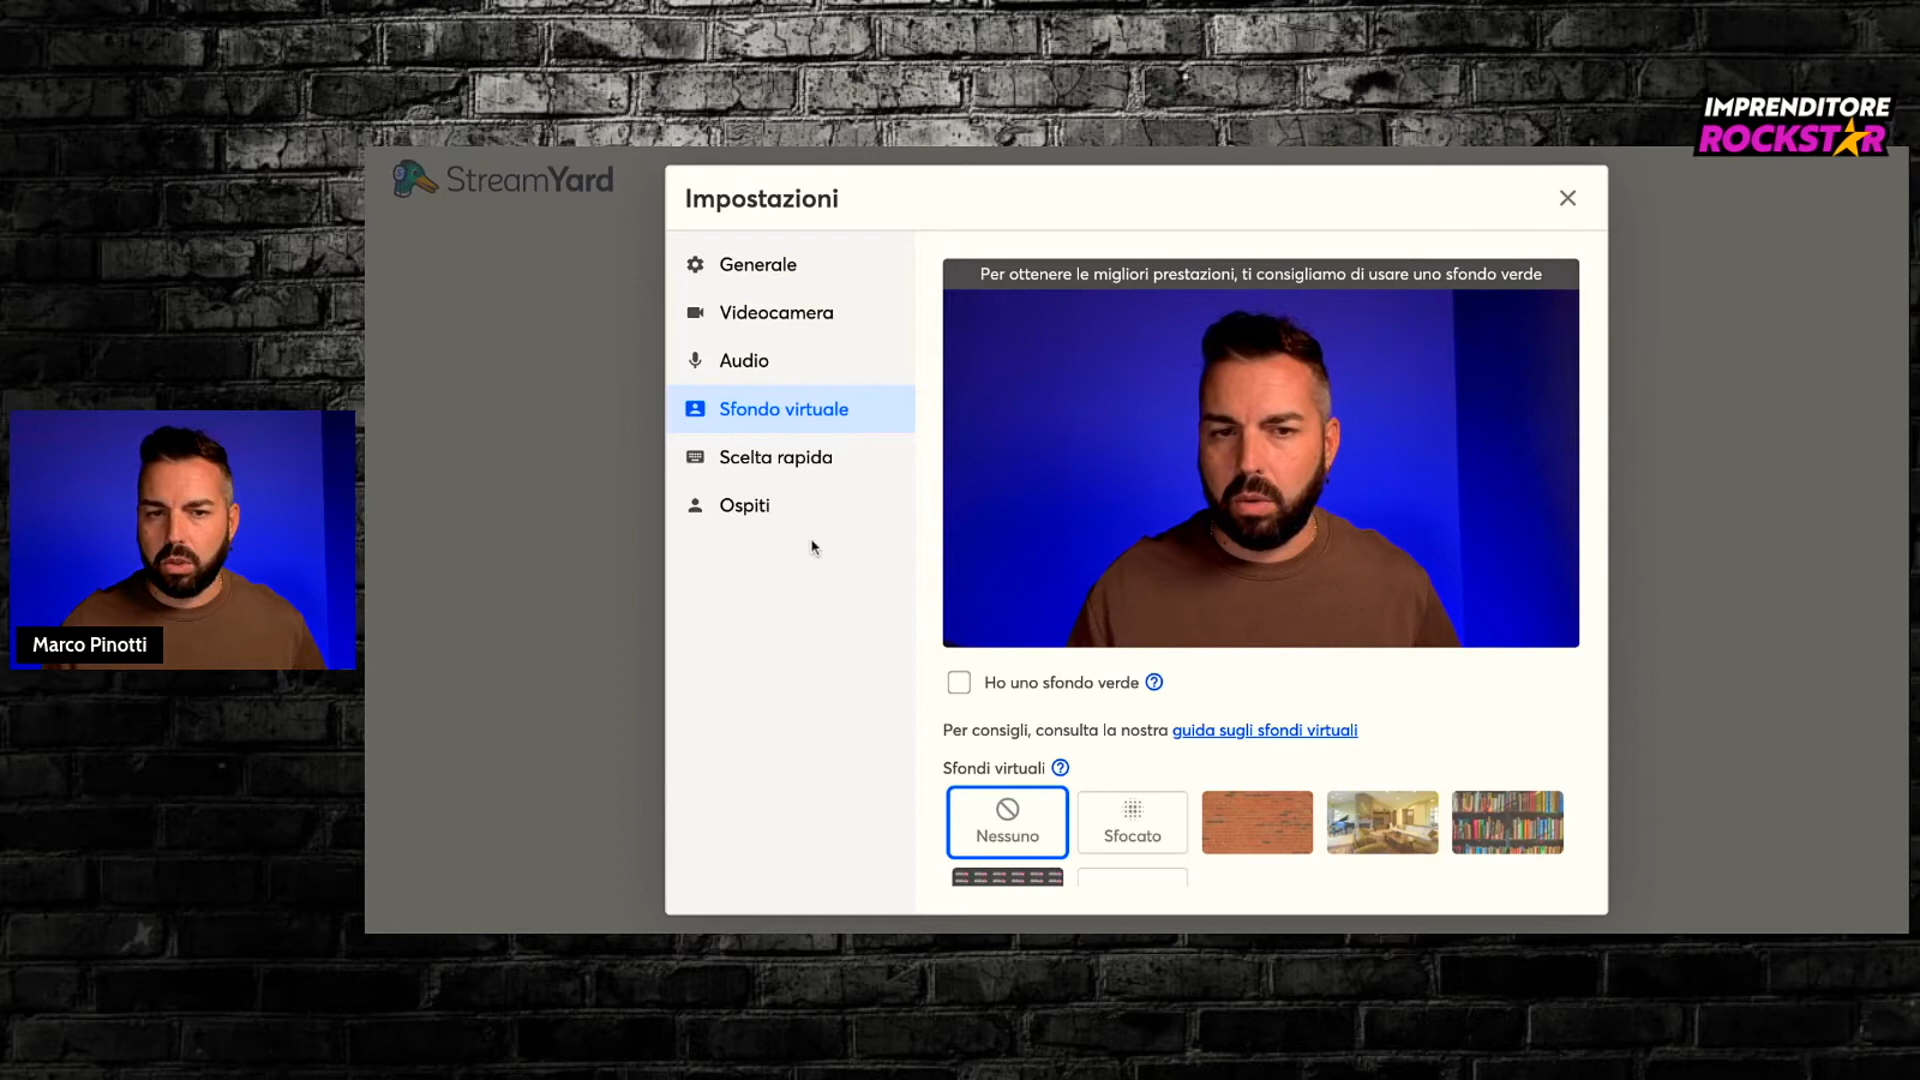 IMPRENDITORE
ROCKSTAR
StreamYard
Impostazioni
Generale
Videocamera
Audio
Sfondo virtuale
Scelta rapida
Ospiti
Per ottenere le migliori prestazioni, ti consigliamo di usare uno sfondo verde
Ho uno sfondo verde
Per consigli, consulta la nostra guida sugli sfondi virtuali
Sfondi virtuali
Nessuno
Sfocato
Marco Pinotti